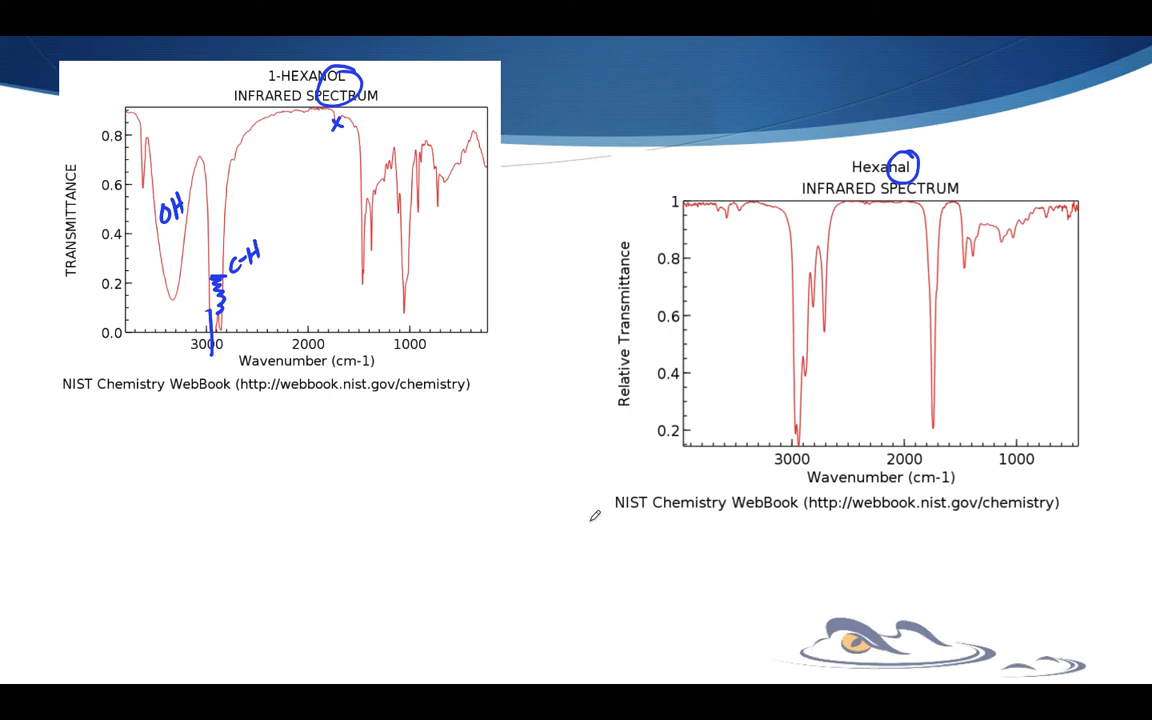 1-HEXANOL
INFRARED SPECTRUM
x
0.8
0.6
0.4
0.2
0.0
TRANSMITTANCE
OH
C-H
3000 2000 1000
Wavenumber (cm-1)
NIST Chemistry WebBook (http://webbook.nist.gov/chemistry)
Hexanal
INFRARED SPECTRUM
1
0.8
0.6
0.4
0.2
Relative Transmittance
3000 2000 1000
Wavenumber (cm-1)
NIST Chemistry WebBook (http://webbook.nist.gov/chemistry)